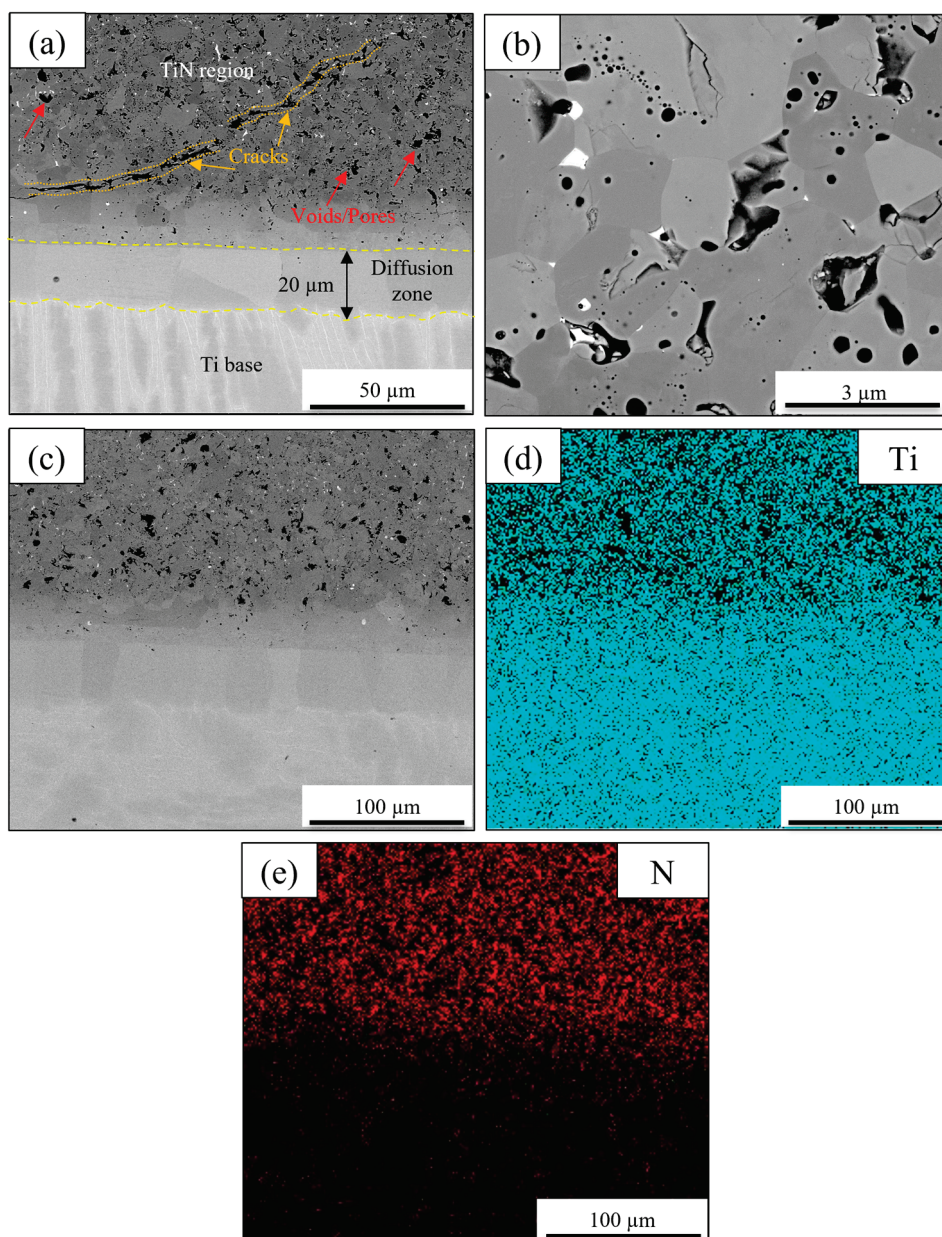 (a)
TiN region
Cracks
Voids/Pores
20 µm
Diffusion
zone
Ti base
50 µm
(b)
3 µm
(c)
100 µm
(d)
Ti
100 µm
(e)
N
100 µm